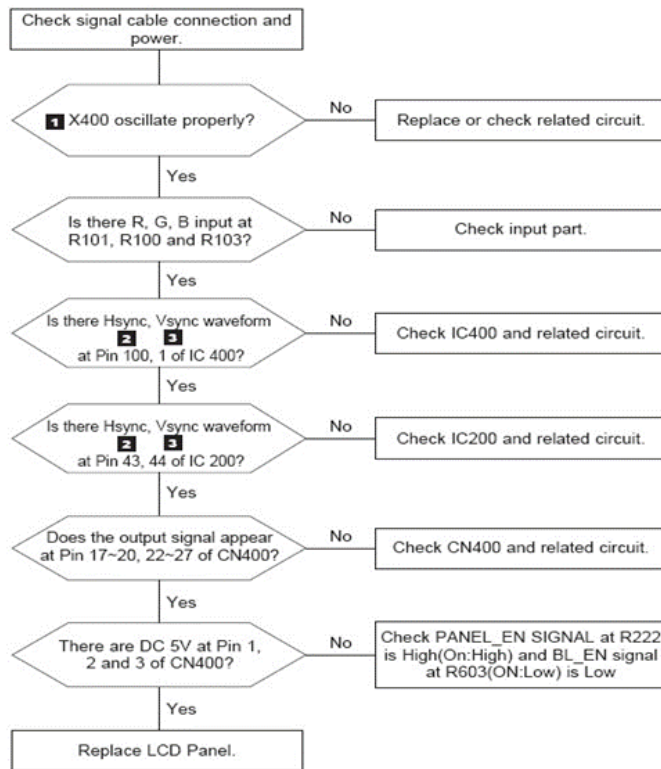 Check signal cable connection and
power.
1 X400 oscillate properly?
No
Replace or check related circuit.
Yes
Is there R, G, B input at
R101, R100 and R103?
No
Check input part.
Yes
Is there Hsync, Vsync waveform
2 3
at Pin 100, 1 of IC 400?
No
Check IC400 and related circuit.
Yes
Is there Hsync, Vsync waveform
2 3
at Pin 43, 44 of IC 200?
No
Check IC200 and related circuit.
Yes
Does the output signal appear
at Pin 17~20, 22~27 of CN400?
No
Check CN400 and related circuit.
Yes
There are DC 5V at Pin 1,
2 and 3 of CN400?
No
Check PANEL_EN SIGNAL at R222
is High(On:High) and BL_EN signal
at R603(ON:Low) is Low
Yes
Replace LCD Panel.